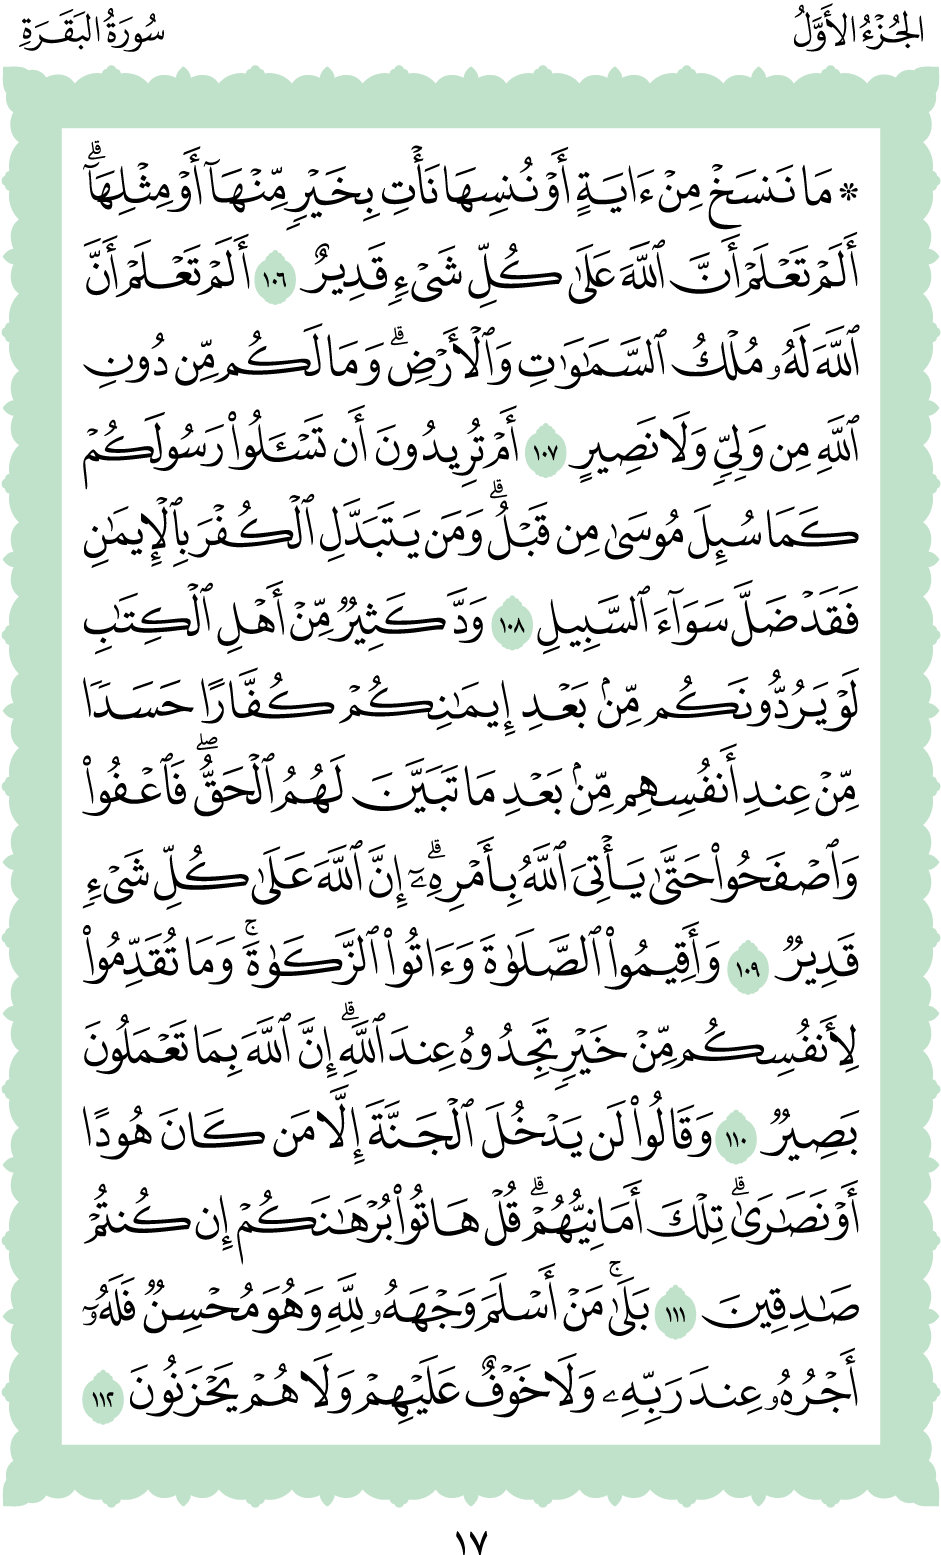 الجُزْءُ الأَوَّلُ
سُورَةُ البَقَرَةِ
* مَا نَنسَخْ مِنْ ءَايَةٍ أَوْ نُنسِهَا نَأْتِ بِخَيْرٍ مِّنْهَآ أَوْ مِثْلِهَآۗ
أَلَمْ تَعْلَمْ أَنَّ ٱللَّهَ عَلَىٰ كُلِّ شَىْءٍ قَدِيرٌ ١٠٦ أَلَمْ تَعْلَمْ أَنَّ
ٱللَّهَ لَهُۥ مُلْكُ ٱلسَّمَٰوَٰتِ وَٱلْأَرْضِۗ وَمَا لَكُم مِّن دُونِ
ٱللَّهِ مِن وَلِىٍّ وَلَا نَصِيرٍ ١٠٧ أَمْ تُرِيدُونَ أَن تَسْـَٔلُوا۟ رَسُولَكُمْ
كَمَا سُئِلَ مُوسَىٰ مِن قَبْلُۗ وَمَن يَتَبَدَّلِ ٱلْكُفْرَ بِٱلْإِيمَٰنِ
فَقَدْ ضَلَّ سَوَآءَ ٱلسَّبِيلِ ١٠٨ وَدَّ كَثِيرٌ مِّنْ أَهْلِ ٱلْكِتَٰبِ
لَوْ يَرُدُّونَكُم مِّنۢ بَعْدِ إِيمَٰنِكُمْ كُفَّارًا حَسَدًا
مِّنْ عِندِ أَنفُسِهِم مِّنۢ بَعْدِ مَا تَبَيَّنَ لَهُمُ ٱلْحَقُّۖ فَٱعْفُوا۟
وَٱصْفَحُوا۟ حَتَّىٰ يَأْتِىَ ٱللَّهُ بِأَمْرِهِۦٓۗ إِنَّ ٱللَّهَ عَلَىٰ كُلِّ شَىْءٍ
قَدِيرٌ ١٠٩ وَأَقِيمُوا۟ ٱلصَّلَوٰةَ وَءَاتُوا۟ ٱلزَّكَوٰةَۚ وَمَا تُقَدِّمُوا۟
لِأَنفُسِكُم مِّنْ خَيْرٍ تَجِدُوهُ عِندَ ٱللَّهِۗ إِنَّ ٱللَّهَ بِمَا تَعْمَلُونَ
بَصِيرٌ ١١٠ وَقَالُوا۟ لَن يَدْخُلَ ٱلْجَنَّةَ إِلَّا مَن كَانَ هُودًا
أَوْ نَصَٰرَىٰۗ تِلْكَ أَمَانِيُّهُمْۗ قُلْ هَاتُوا۟ بُرْهَٰنَكُمْ إِن كُنتُمْ
صَٰدِقِينَ ١١١ بَلَىٰۚ مَنْ أَسْلَمَ وَجْهَهُۥ لِلَّهِ وَهُوَ مُحْسِنٌ فَلَهُۥٓ
أَجْرُهُۥ عِندَ رَبِّهِۦ وَلَا خَوْفٌ عَلَيْهِمْ وَلَا هُمْ يَحْزَنُونَ ١١٢
١٧